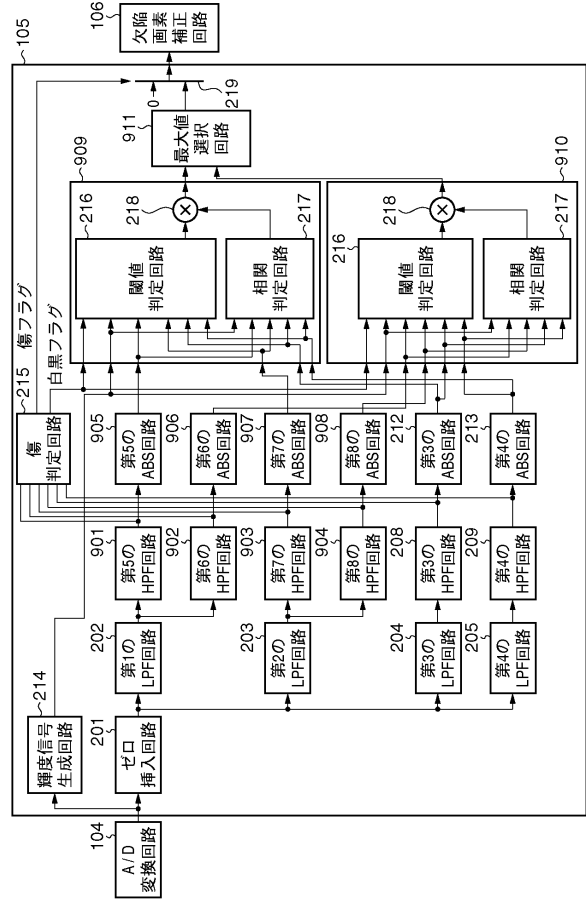 104
A/D
変換回路
105
214
輝度信号
生成回路
201
ゼロ
挿入回路
202
第1の
LPF回路
203
第2の
LPF回路
204
第3の
LPF回路
205
第4の
LPF回路
901
第5の
HPF回路
902
第6の
HPF回路
903
第7の
HPF回路
904
第8の
HPF回路
208
第3の
HPF回路
209
第4の
HPF回路
215
傷
判定回路
傷フラグ
白黒フラグ
905
第5の
ABS回路
906
第6の
ABS回路
907
第7の
ABS回路
908
第8の
ABS回路
212
第3の
ABS回路
213
第4の
ABS回路
909
216
閾値
判定回路
217
相関
判定回路
218
×
910
216
閾値
判定回路
217
相関
判定回路
218
×
911
最大値
選択回路
0
219
106
欠陥
画素
補正
回路